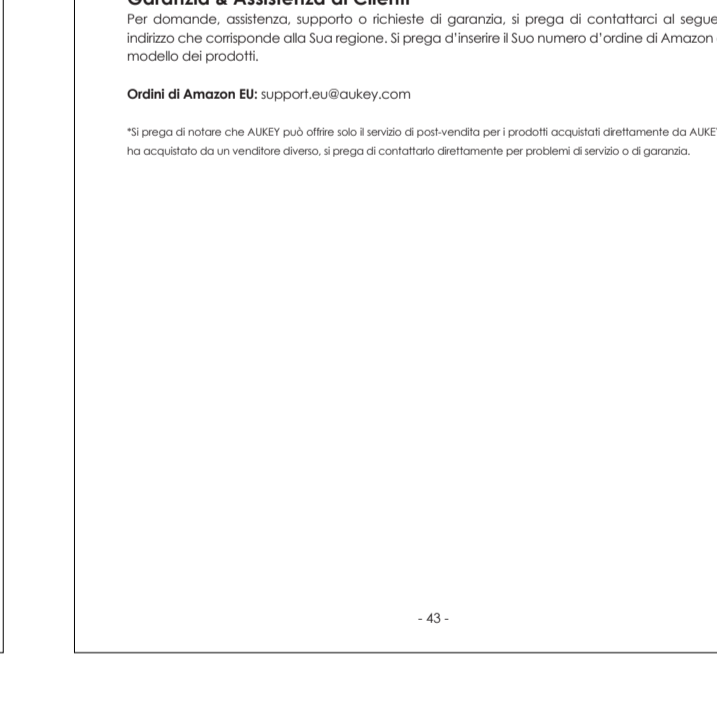 Garanzia & Assistenza ai Clienti
Per domande, assistenza, supporto o richieste di garanzia, si prega di contattarci al segue
indirizzo che corrisponde alla Sua regione. Si prega d'inserire il Suo numero d'ordine di Amazon
modello dei prodotti.
Ordini di Amazon EU: support.eu@aukey.com
*Si prega di notare che AUKEY può offrire solo il servizio di post-vendita per i prodotti acquistati direttamente da AUKEY
ha acquistato da un venditore diverso, si prega di contattarlo direttamente per problemi di servizio o di garanzia.
- 43 -